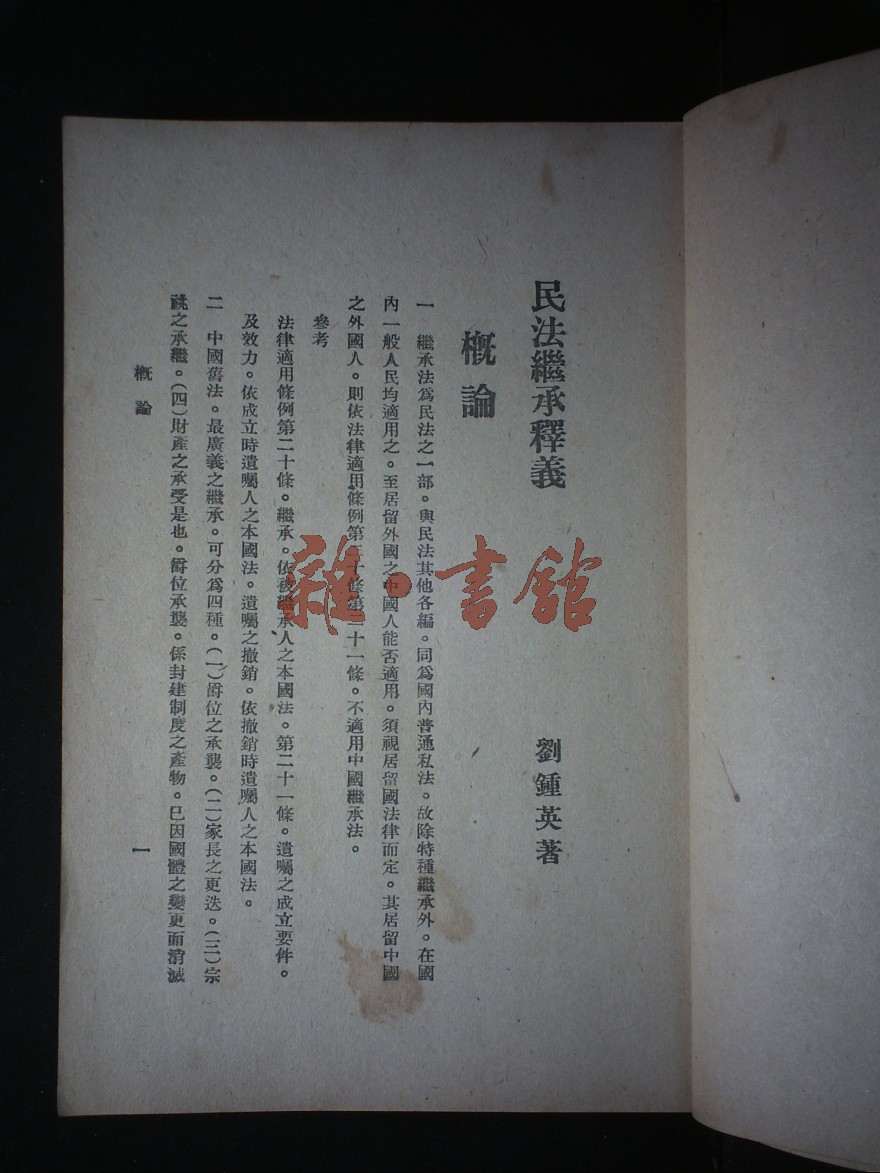 民法繼承釋義
劉鍾英著
概論
一　繼承法爲民法之一部。與民法其他各編。同爲國內普通私法。故除特種繼承外。在國
內一般人民均適用之。至居留外國之中國人能否適用。須視居留國法律而定。其居留中國
之外國人。則依法律適用條例第二十條第二十一條。不適用中國繼承法。
參考
法律適用條例第二十條。繼承。依被繼承人之本國法。第二十一條。遺囑之成立要件。
及效力。依成立時遺囑人之本國法。遺囑之撤銷。依撤銷時遺囑人之本國法。
二　中國舊法。最廣義之繼承。可分爲四種。(一)爵位之承襲。(二)家長之更迭。(三)宗
祧之承繼。(四)財產之承受是也。爵位承襲。係封建制度之產物。已因國體之變更而消滅
概論
一
雜·書館